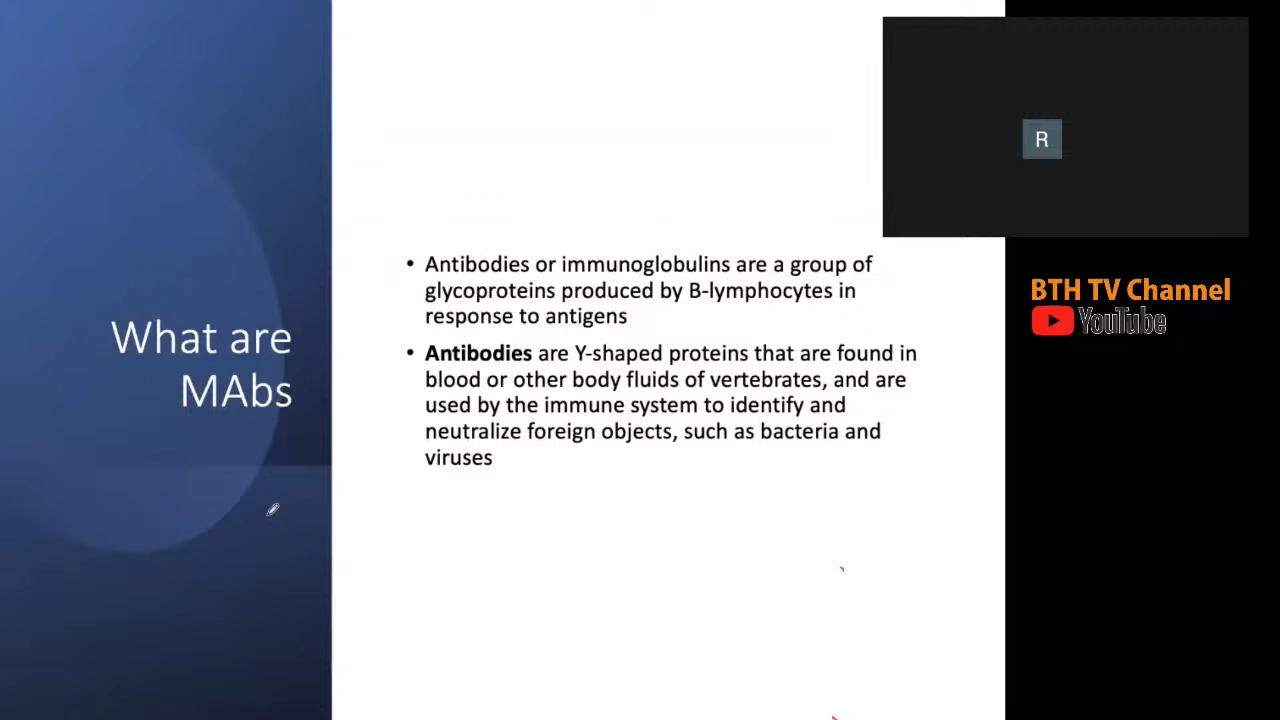 What are
MAbs
• Antibodies or immunoglobulins are a group of
glycoproteins produced by B-lymphocytes in
response to antigens
• Antibodies are Y-shaped proteins that are found in
blood or other body fluids of vertebrates, and are
used by the immune system to identify and
neutralize foreign objects, such as bacteria and
viruses
R
BTH TV Channel
YouTube